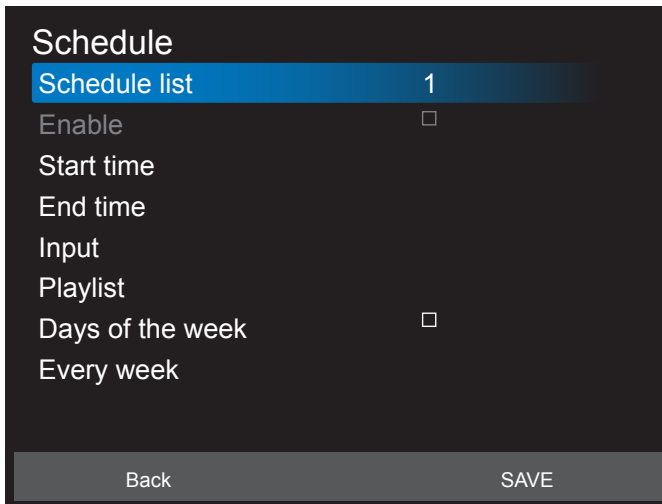 Schedule
Schedule list 1
Enable
Start time
End time
Input
Playlist
Days of the week
Every week
Back SAVE